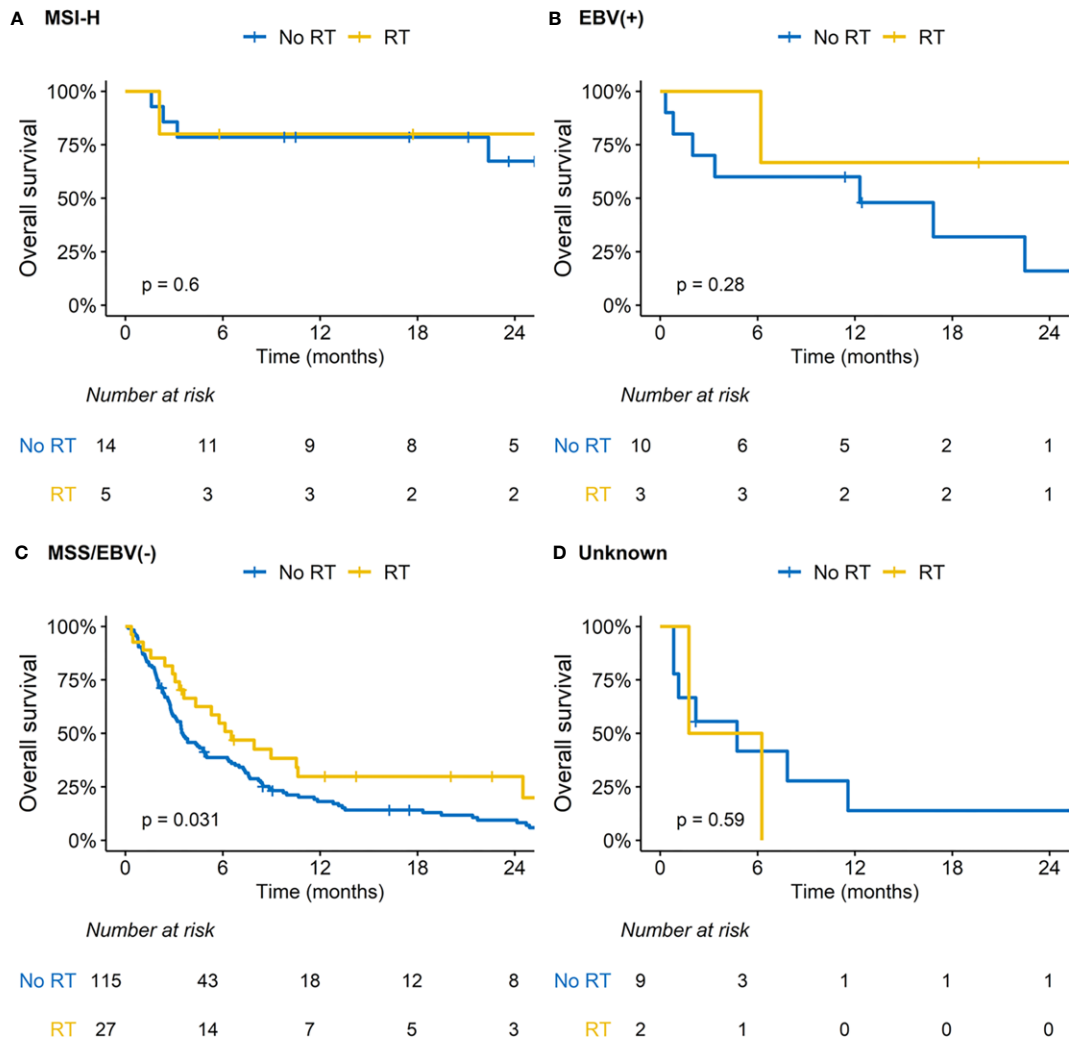 A MSI-H
No RT RT
100%
75%
50%
25%
0%
Overall survival
p = 0.6
0 6 12 18 24
Time (months)
Number at risk
No RT 14 11 9 8 5
RT 5 3 3 2 2
B EBV(+)
No RT RT
100%
75%
50%
25%
0%
Overall survival
p = 0.28
0 6 12 18 24
Time (months)
Number at risk
No RT 10 6 5 2 1
RT 3 3 2 2 1
C MSS/EBV(-)
No RT RT
100%
75%
50%
25%
0%
Overall survival
p = 0.031
0 6 12 18 24
Time (months)
Number at risk
No RT 115 43 18 12 8
RT 27 14 7 5 3
D Unknown
No RT RT
100%
75%
50%
25%
0%
Overall survival
p = 0.59
0 6 12 18 24
Time (months)
Number at risk
No RT 9 3 1 1 1
RT 2 1 0 0 0